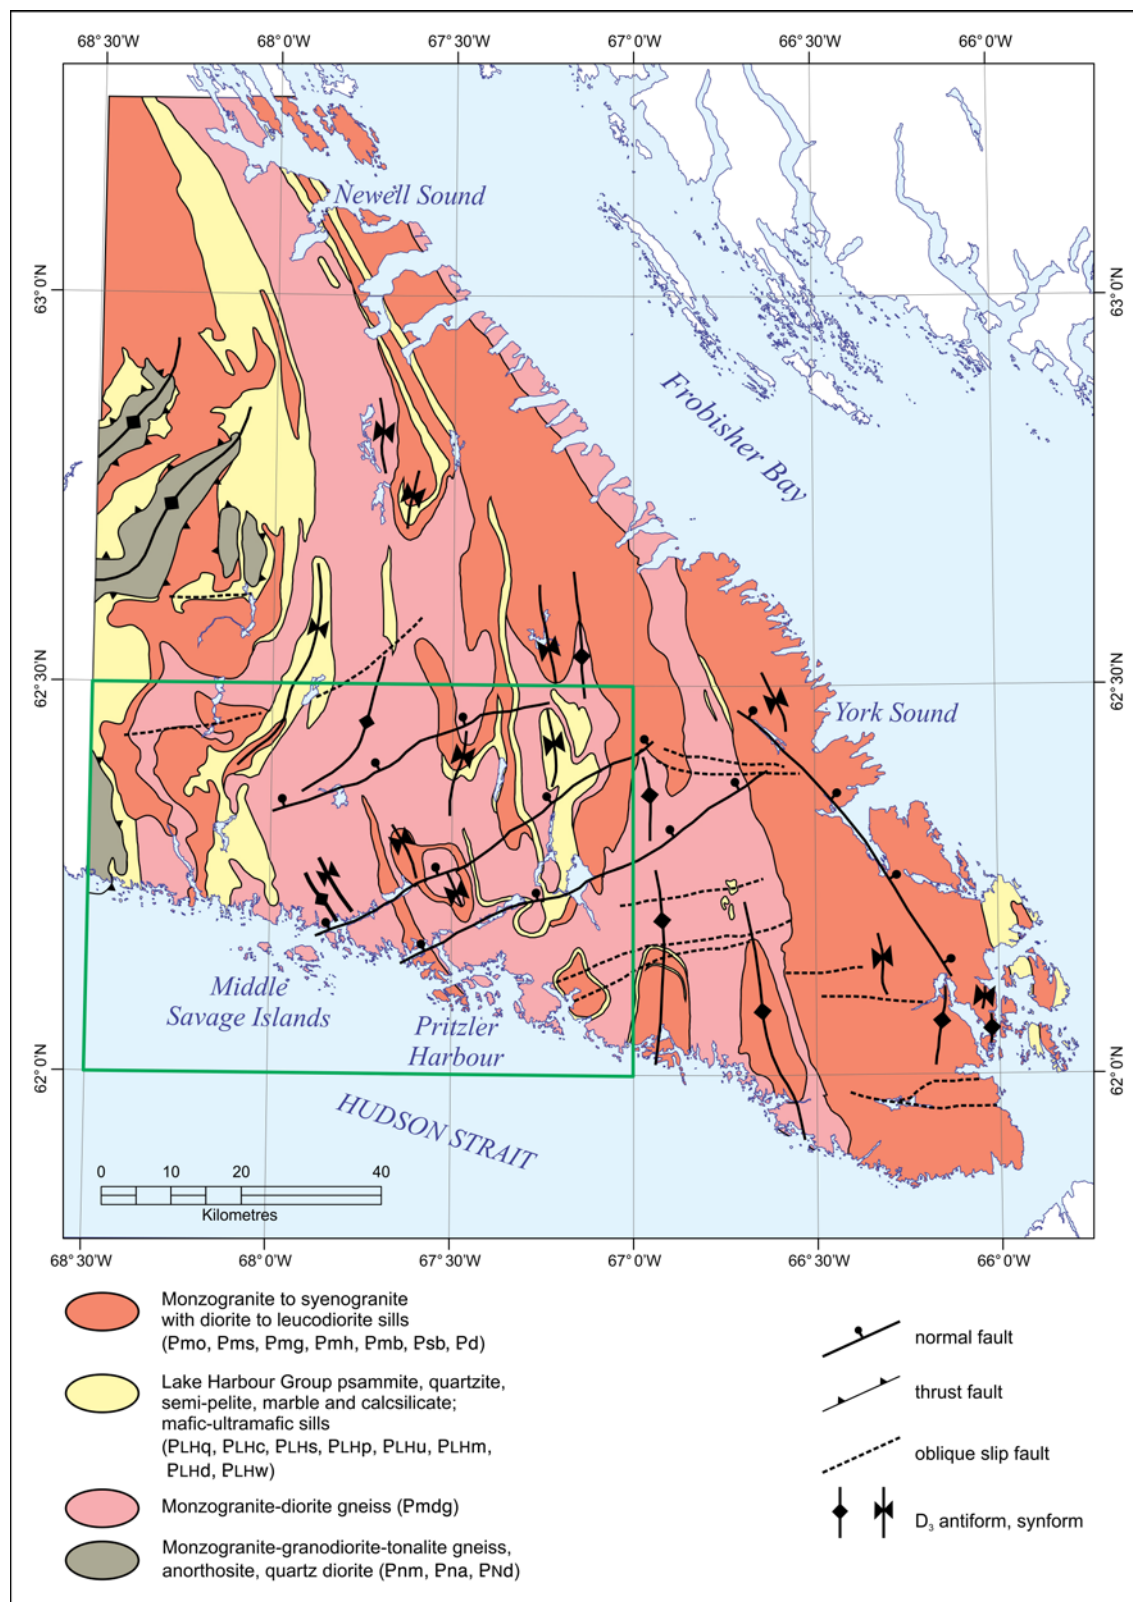 68°30'W 68°0'W 67°30'W 67°0'W 66°30'W 66°0'W
Newell Sound
63°0'N 63°0'N
Frobisher Bay
62°30'N 62°30'N
York Sound
Middle
Savage Islands
Pritzler
Harbour
62°0'N 62°0'N
HUDSON STRAIT
0 10 20 40
Kilometres
68°30'W 68°0'W 67°30'W 67°0'W 66°30'W 66°0'W
Monzogranite to syenogranite
with diorite to leucodiorite sills
(Pmo, Pms, Pmg, Pmh, Pmb, Psb, Pd)
Lake Harbour Group psammite, quartzite,
semi-pelite, marble and calcsilicate;
mafic-ultramafic sills
(PLHq, PLHc, PLHs, PLHp, PLHu, PLHm,
PLHd, PLHw)
Monzogranite-diorite gneiss (Pmdg)
Monzogranite-granodiorite-tonalite gneiss,
anorthosite, quartz diorite (Pnm, Pna, PNd)
normal fault
thrust fault
oblique slip fault
D₃ antiform, synform